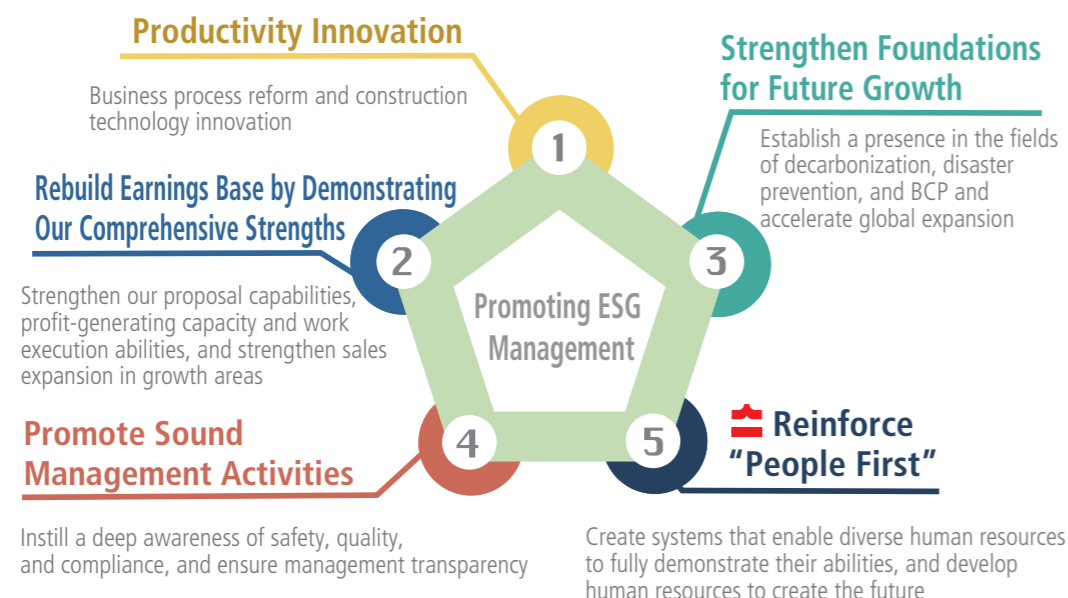 Productivity Innovation
Business process reform and construction
technology innovation
1
Rebuild Earnings Base by Demonstrating
Our Comprehensive Strengths
2
Strengthen our proposal capabilities,
profit-generating capacity and work
execution abilities, and strengthen sales
expansion in growth areas
Strengthen Foundations
for Future Growth
3
Establish a presence in the fields
of decarbonization, disaster
prevention, and BCP and
accelerate global expansion
Promoting ESG
Management
Promote Sound
Management Activities
4
Instill a deep awareness of safety, quality,
and compliance, and ensure management transparency
5
Reinforce
“People First”
Create systems that enable diverse human resources
to fully demonstrate their abilities, and develop
human resources to create the future